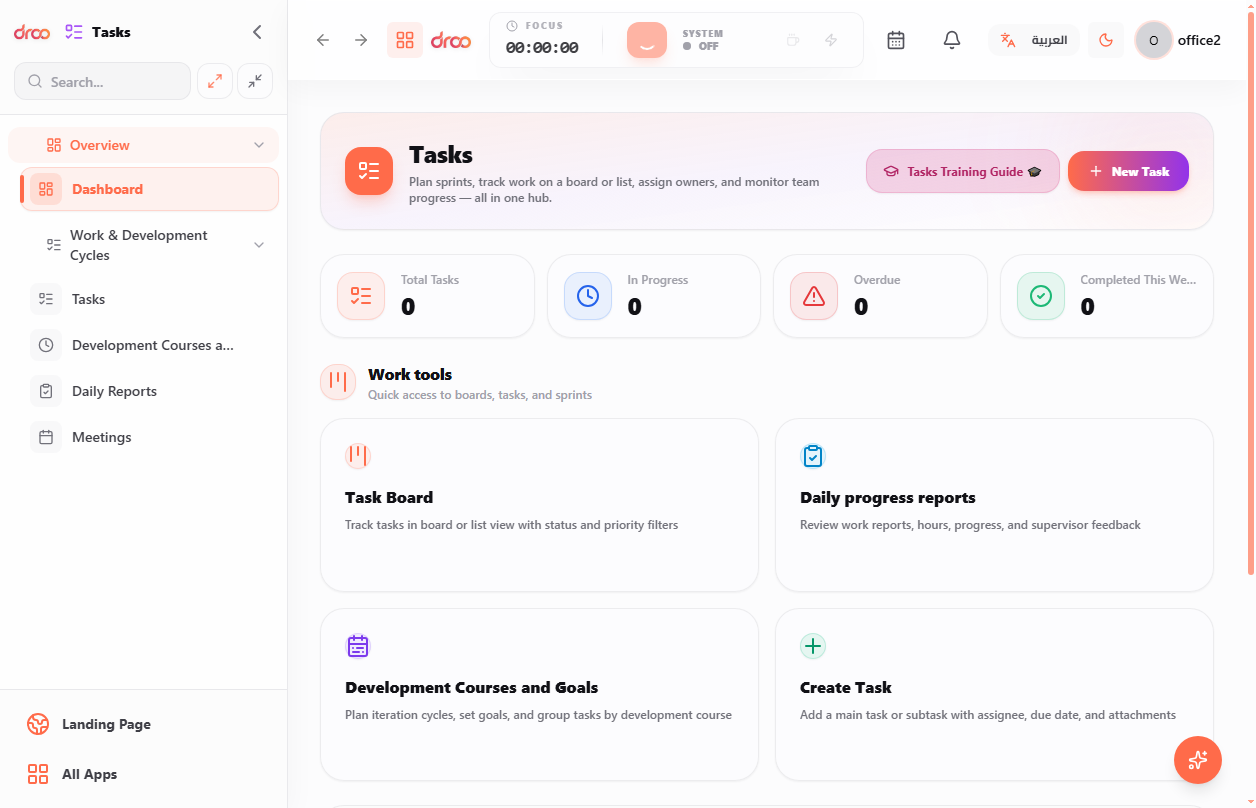 droo
Tasks
Search...
Overview
Dashboard
Work & Development
Cycles
Tasks
Development Courses a...
Daily Reports
Meetings
Landing Page
All Apps
droo
FOCUS
00:00:00
SYSTEM
OFF
العربية
O
office2
Tasks
Plan sprints, track work on a board or list, assign owners, and monitor team
progress — all in one hub.
Tasks Training Guide 🎓
New Task
Total Tasks
0
In Progress
0
Overdue
0
Completed This We...
0
Work tools
Quick access to boards, tasks, and sprints
Task Board
Track tasks in board or list view with status and priority filters
Daily progress reports
Review work reports, hours, progress, and supervisor feedback
Development Courses and Goals
Plan iteration cycles, set goals, and group tasks by development course
Create Task
Add a main task or subtask with assignee, due date, and attachments